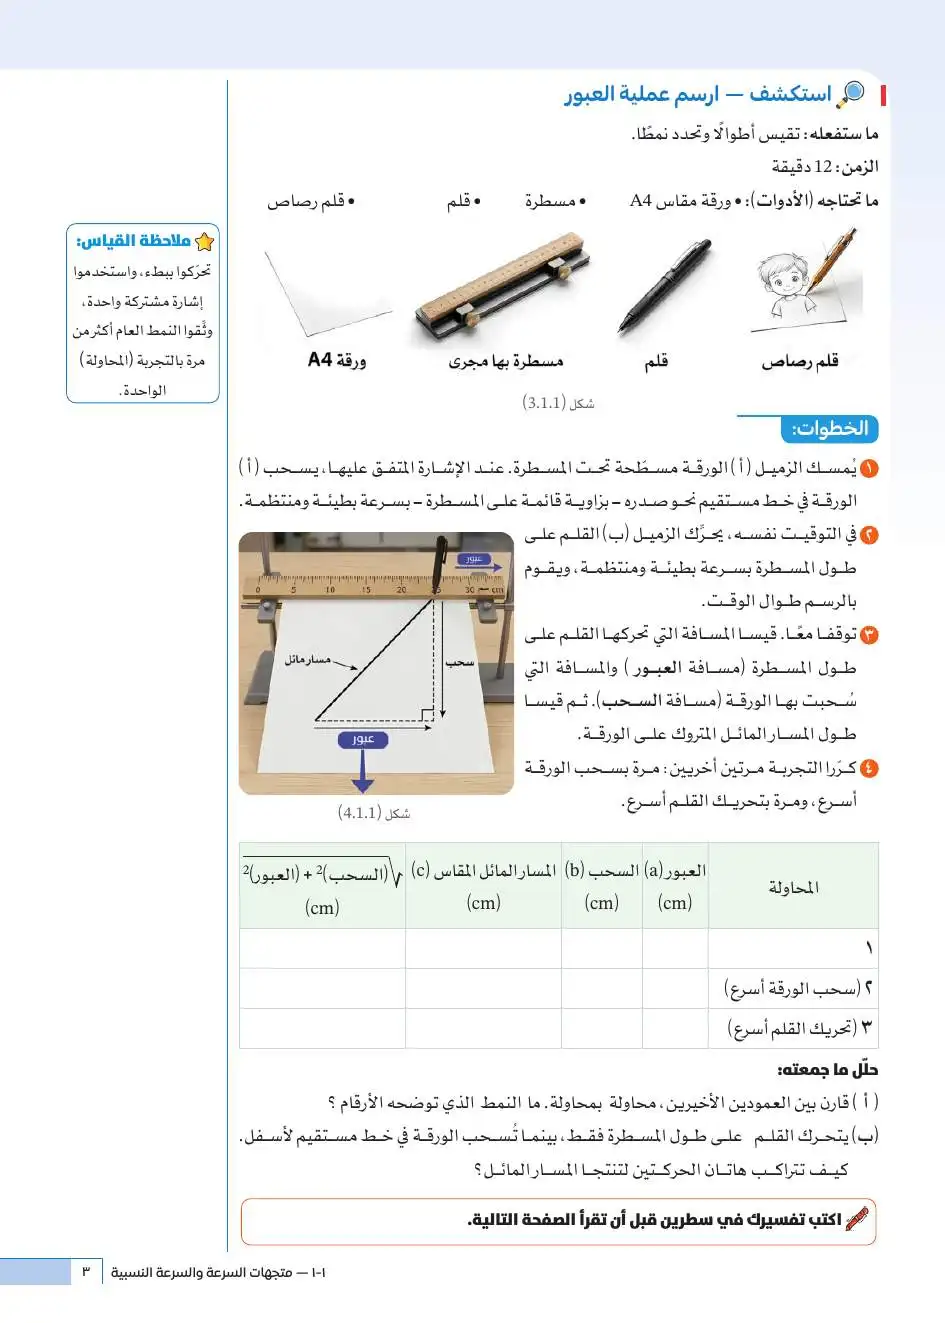 استكشف — ارسم عملية العبور
ما ستفعله: تقيس أطوالًا وتحدد نمطًا.
الزمن: 12 دقيقة
ما تحتاجه (الأدوات): • ورقة مقاس A4 • مسطرة • قلم • قلم رصاص
قلم رصاص
قلم
مسطرة بها مجرى
ورقة A4
شكل (3.1.1)
ملاحظة القياس:
تحرّكوا ببطء، واستخدموا
إشارة مشتركة واحدة،
وثّقوا النمط العام أكثر من
مرة بالتجربة (المحاولة)
الواحدة.
الخطوات:
١ يُمسك الزميل (أ) الورقة مسطّحة تحت المسطرة. عند الإشارة المتفق عليها، يسحب (أ)
الورقة في خط مستقيم نحو صدره – بزاوية قائمة على المسطرة – بسرعة بطيئة ومنتظمة.
٢ في التوقيت نفسه، يحرِّك الزميل (ب) القلم على
طول المسطرة بسرعة بطيئة ومنتظمة، ويقوم
بالرسم طوال الوقت.
٣ توقفا معًا. قيسا المسافة التي تحركها القلم على
طول المسطرة (مسافة العبور) والمسافة التي
سُحبت بها الورقة (مسافة السحب). ثم قيسا
طول المسار المائل المتروك على الورقة.
٤ كرّرا التجربة مرتين أخريين: مرة بسحب الورقة
أسرع، ومرة بتحريك القلم أسرع.
عبور
0 5 10 15 20 25 30 cm
مسار مائل
سحب
عبور
شكل (4.1.1)
المحاولة
العبور (a)
(cm)
السحب (b)
(cm)
المسار المائل المقاس (c)
(cm)
√(السحب)² + (العبور)²
(cm)
١
٢ (سحب الورقة أسرع)
٣ (تحريك القلم أسرع)
حلّل ما جمعته:
(أ) قارن بين العمودين الأخيرين، محاولة بمحاولة. ما النمط الذي توضحه الأرقام ؟
(ب) يتحرك القلم على طول المسطرة فقط، بينما تُسحب الورقة في خط مستقيم لأسفل.
كيف تتراكب هاتان الحركتين لتنتجا المسار المائل؟
اكتب تفسيرك في سطرين قبل أن تقرأ الصفحة التالية.
١-١ — متجهات السرعة والسرعة النسبية
٣